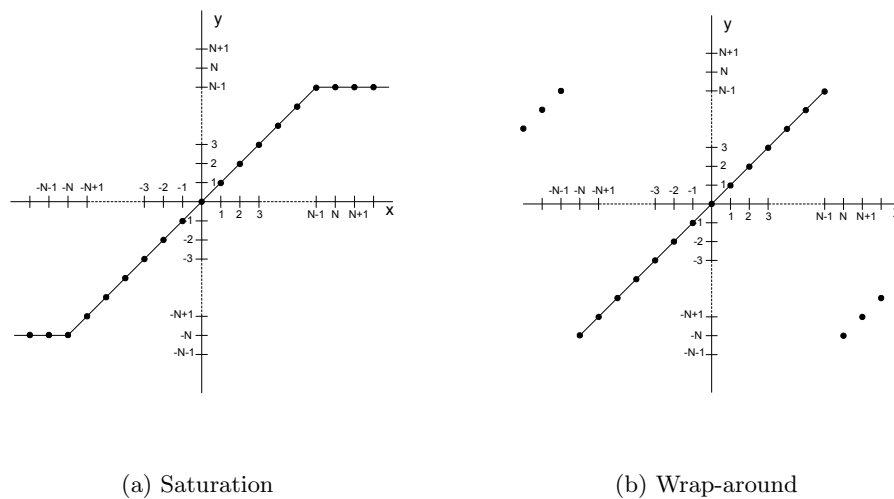 y
N+1
N
N-1
3
2
-N-1 -N -N+1 -3 -2 -1
1
x
1 2 3 N-1 N N+1
-1
-2
-3
-N+1
-N
-N-1
(a) Saturation
y
N+1
N
N-1
3
2
-N-1 -N -N+1 -3 -2 -1
1
1 2 3 N-1 N N+1
-1
-2
-3
-N+1
-N
-N-1
(b) Wrap-around